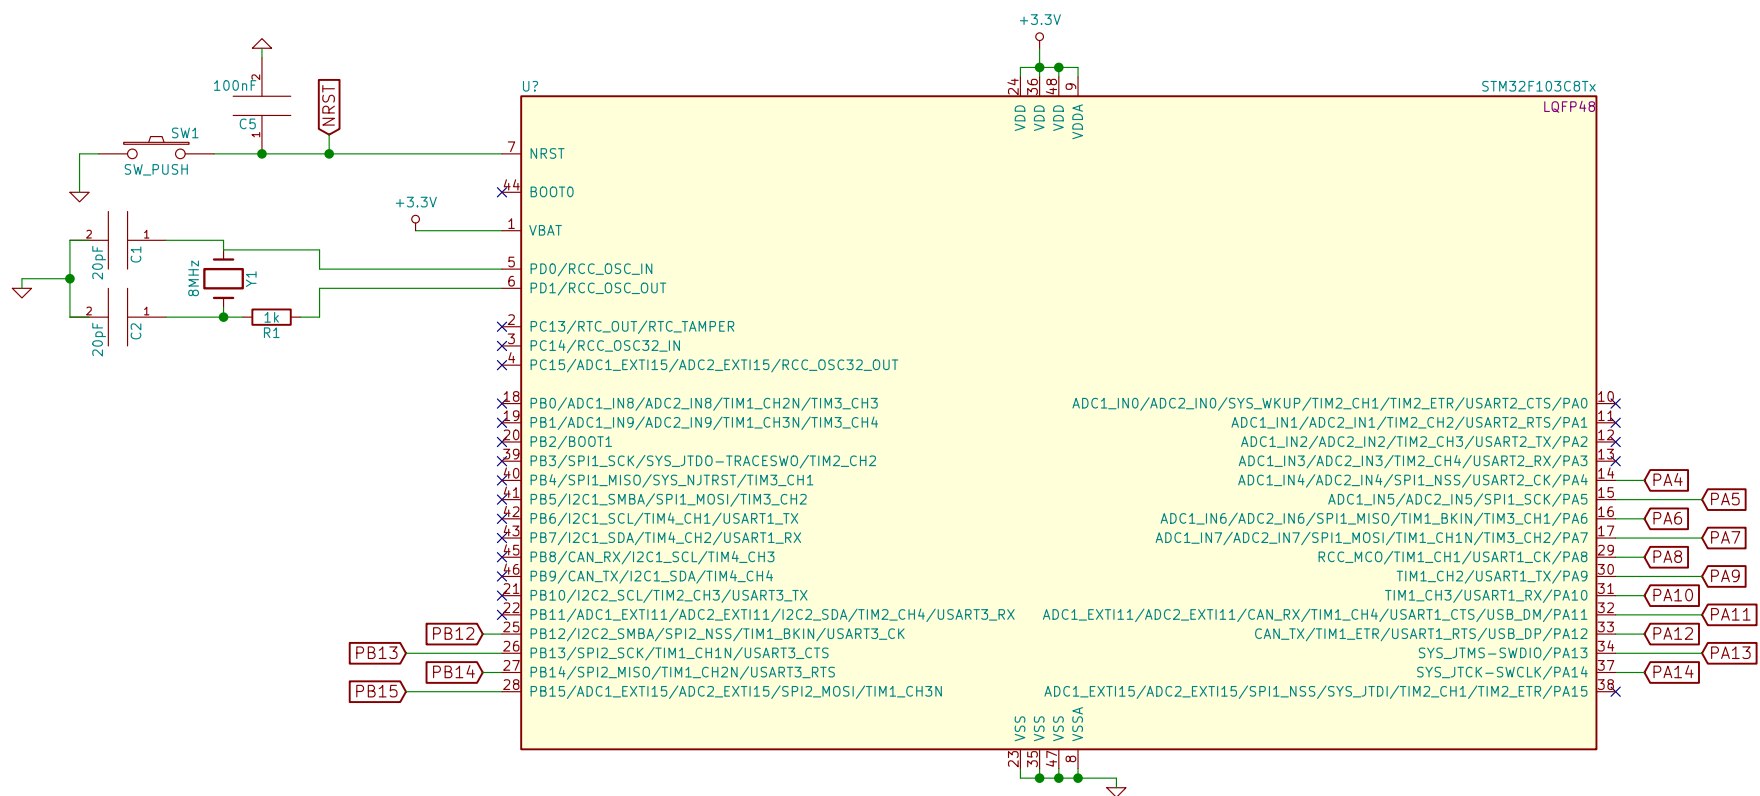 +3.3V
2
100nF
C5
1
NRST
SW1
SW_PUSH
+3.3V
2
20pF
1
C1
8MHz
Y1
2
20pF
1
C2
1k
R1
U?
STM32F103C8Tx
LQFP48
24
36
48
9
VDD
VDD
VDD
VDDA
7 NRST
44 BOOT0
1 VBAT
5 PD0/RCC_OSC_IN
6 PD1/RCC_OSC_OUT
2 PC13/RTC_OUT/RTC_TAMPER
3 PC14/RCC_OSC32_IN
4 PC15/ADC1_EXTI15/ADC2_EXTI15/RCC_OSC32_OUT
18 PB0/ADC1_IN8/ADC2_IN8/TIM1_CH2N/TIM3_CH3
19 PB1/ADC1_IN9/ADC2_IN9/TIM1_CH3N/TIM3_CH4
20 PB2/BOOT1
39 PB3/SPI1_SCK/SYS_JTDO-TRACESWO/TIM2_CH2
40 PB4/SPI1_MISO/SYS_NJTRST/TIM3_CH1
41 PB5/I2C1_SMBA/SPI1_MOSI/TIM3_CH2
42 PB6/I2C1_SCL/TIM4_CH1/USART1_TX
43 PB7/I2C1_SDA/TIM4_CH2/USART1_RX
45 PB8/CAN_RX/I2C1_SCL/TIM4_CH3
46 PB9/CAN_TX/I2C1_SDA/TIM4_CH4
21 PB10/I2C2_SCL/TIM2_CH3/USART3_TX
22 PB11/ADC1_EXTI11/ADC2_EXTI11/I2C2_SDA/TIM2_CH4/USART3_RX
PB12 25 PB12/I2C2_SMBA/SPI2_NSS/TIM1_BKIN/USART3_CK
PB13 26 PB13/SPI2_SCK/TIM1_CH1N/USART3_CTS
PB14 27 PB14/SPI2_MISO/TIM1_CH2N/USART3_RTS
PB15 28 PB15/ADC1_EXTI15/ADC2_EXTI15/SPI2_MOSI/TIM1_CH3N
ADC1_IN0/ADC2_IN0/SYS_WKUP/TIM2_CH1/TIM2_ETR/USART2_CTS/PA0 10
ADC1_IN1/ADC2_IN1/TIM2_CH2/USART2_RTS/PA1 11
ADC1_IN2/ADC2_IN2/TIM2_CH3/USART2_TX/PA2 12
ADC1_IN3/ADC2_IN3/TIM2_CH4/USART2_RX/PA3 13
ADC1_IN4/ADC2_IN4/SPI1_NSS/USART2_CK/PA4 14 PA4
ADC1_IN5/ADC2_IN5/SPI1_SCK/PA5 15 PA5
ADC1_IN6/ADC2_IN6/SPI1_MISO/TIM1_BKIN/TIM3_CH1/PA6 16 PA6
ADC1_IN7/ADC2_IN7/SPI1_MOSI/TIM1_CH1N/TIM3_CH2/PA7 17 PA7
RCC_MCO/TIM1_CH1/USART1_CK/PA8 29 PA8
TIM1_CH2/USART1_TX/PA9 30 PA9
TIM1_CH3/USART1_RX/PA10 31 PA10
ADC1_EXTI11/ADC2_EXTI11/CAN_RX/TIM1_CH4/USART1_CTS/USB_DM/PA11 32 PA11
CAN_TX/TIM1_ETR/USART1_RTS/USB_DP/PA12 33 PA12
SYS_JTMS-SWDIO/PA13 34 PA13
SYS_JTCK-SWCLK/PA14 37 PA14
ADC1_EXTI15/ADC2_EXTI15/SPI1_NSS/SYS_JTDI/TIM2_CH1/TIM2_ETR/PA15 38
VSS
VSS
VSS
VSSA
23
35
47
8